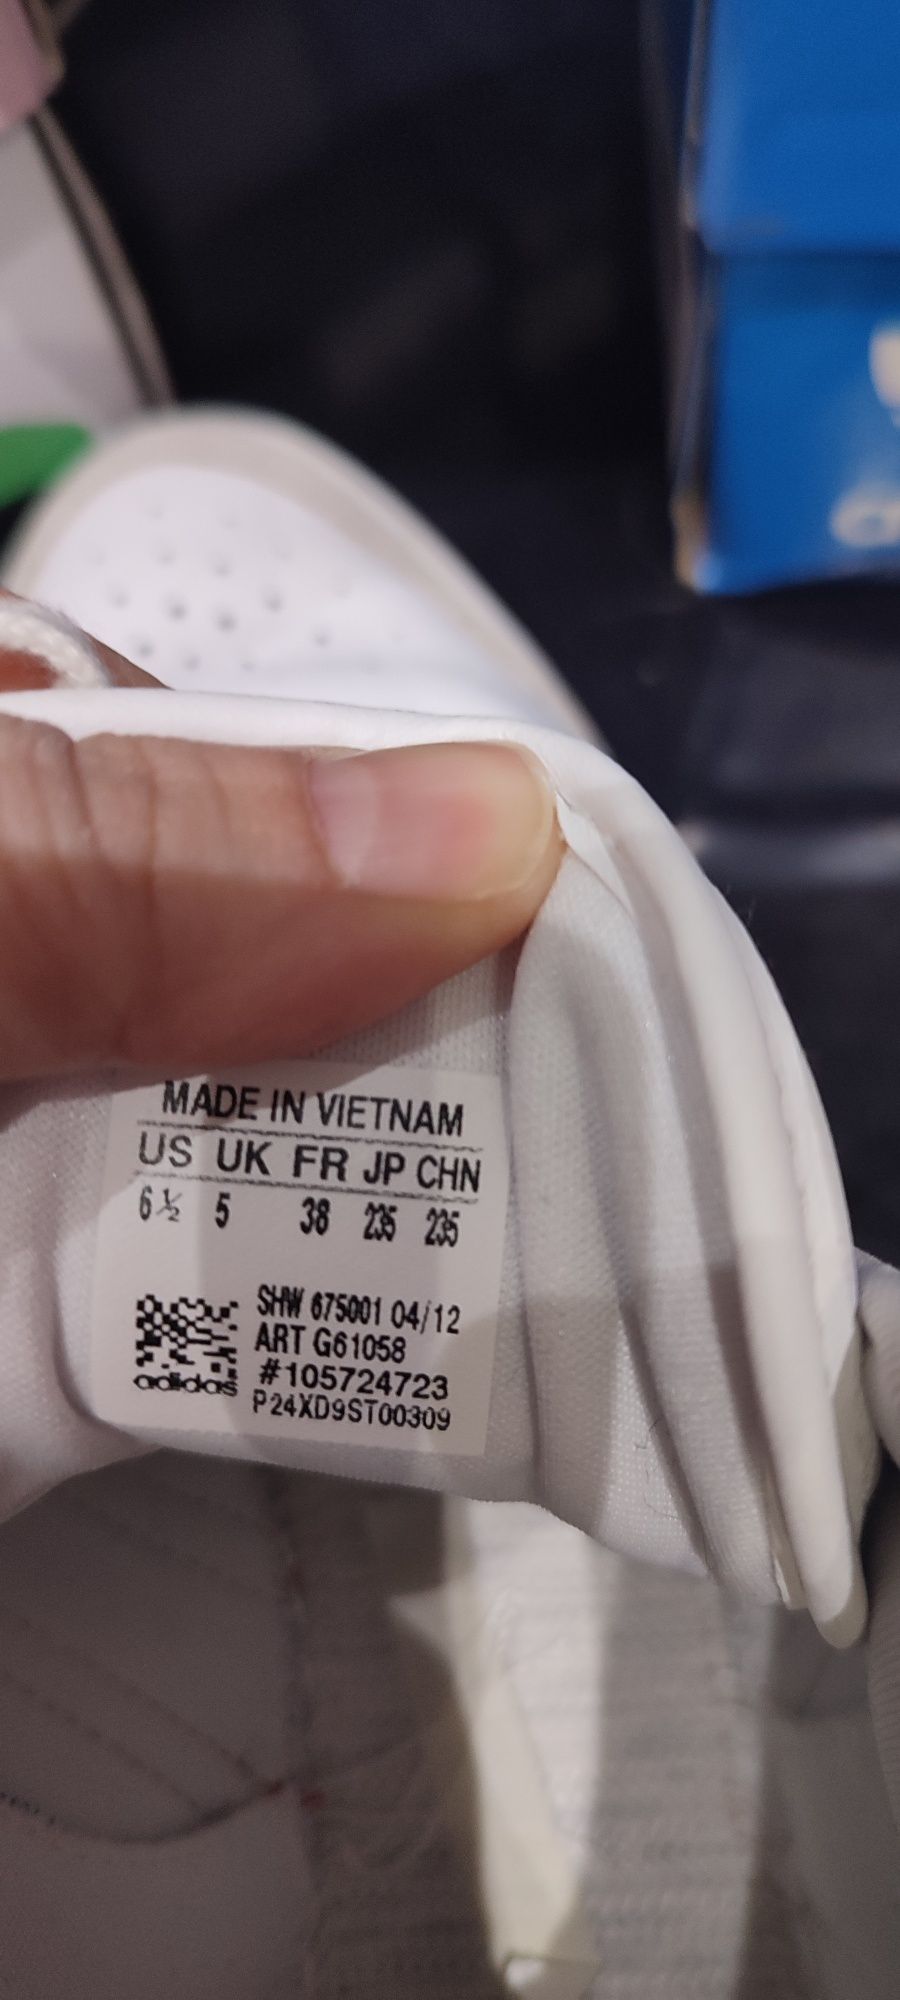 MADE IN VIETNAM
US UK FR JP CHN
6½ 5 38 235 235
SHW 675001 04/12
ART G61058
#105724723
P24XD9ST00309
adidas